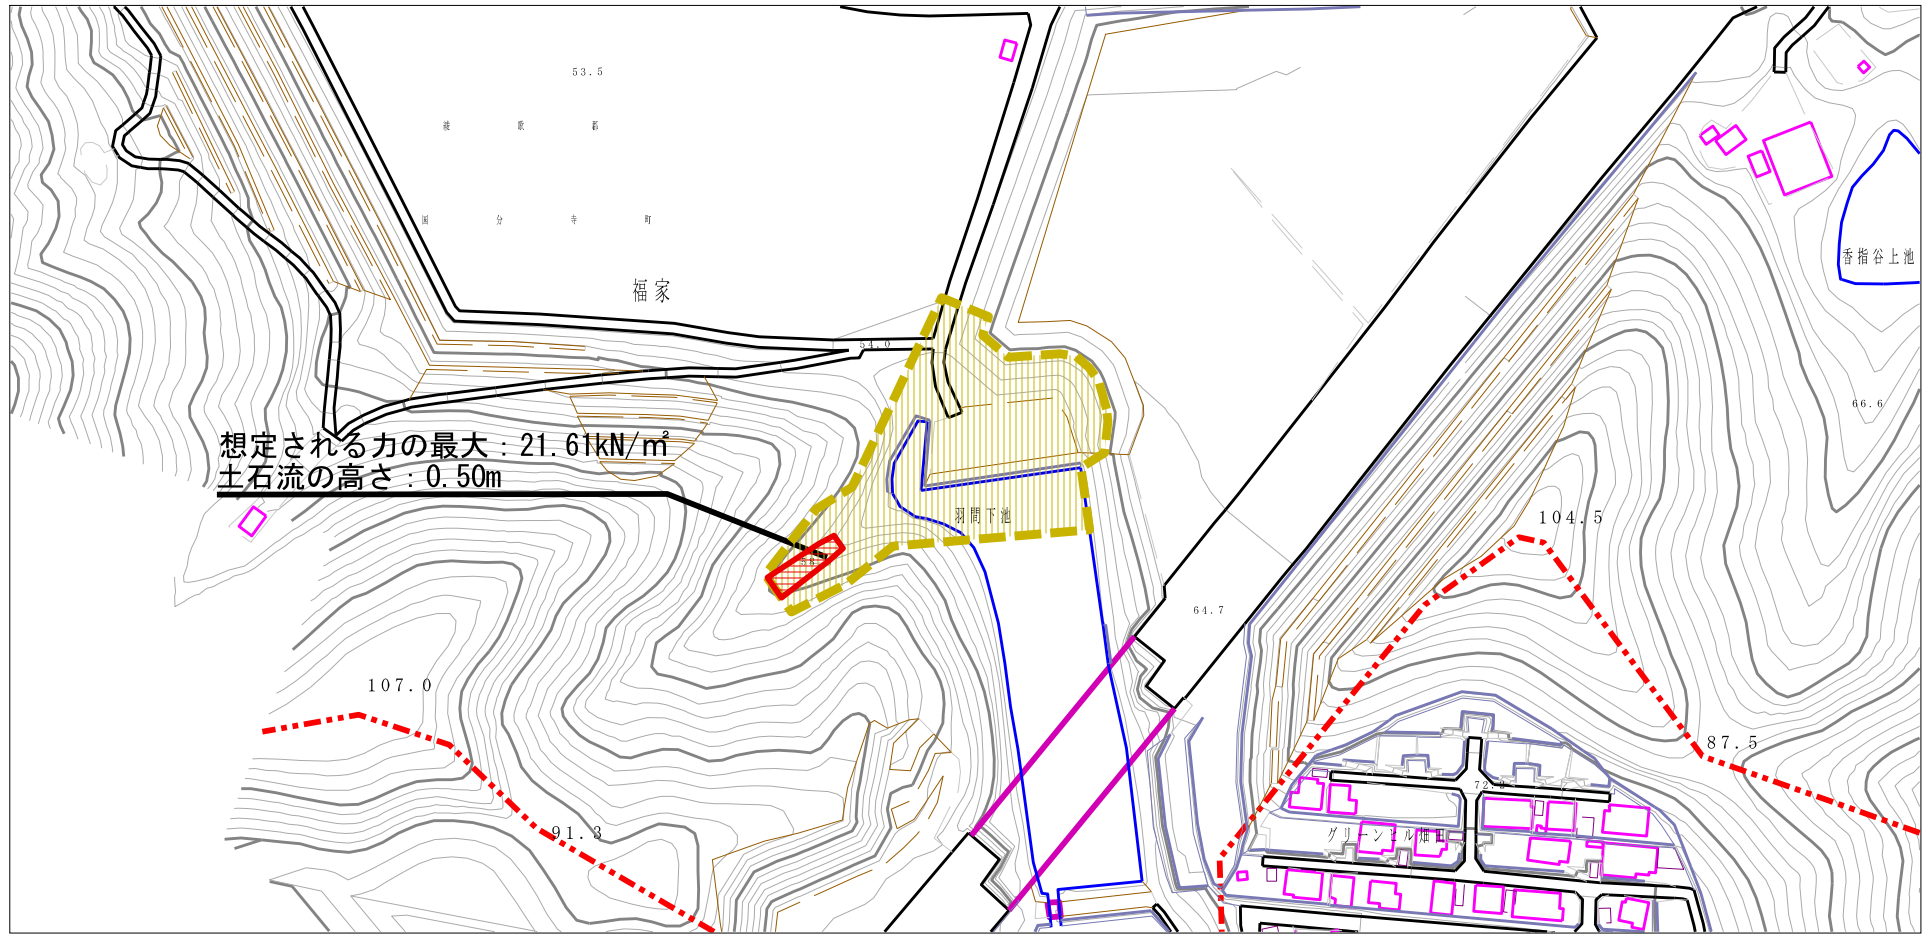 53.5
綾歌郡
国分寺町
福家
54.0
香指谷上池
66.6
想定される力の最大：21.61kN/㎡
土石流の高さ：0.50m
羽間下池
104.5
58
64.7
107.0
87.5
91.3
グリーンヒル畑田